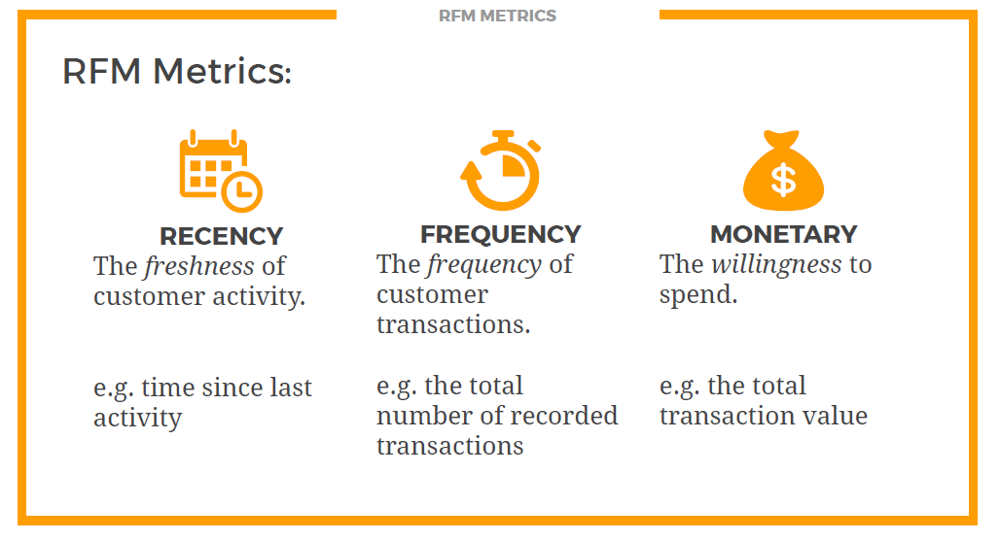 RFM METRICS
RFM Metrics:
$
RECENCY
The freshness of
customer activity.
e.g. time since last
activity
FREQUENCY
The frequency of
customer
transactions.
e.g. the total
number of recorded
transactions
MONETARY
The willingness to
spend.
e.g. the total
transaction value